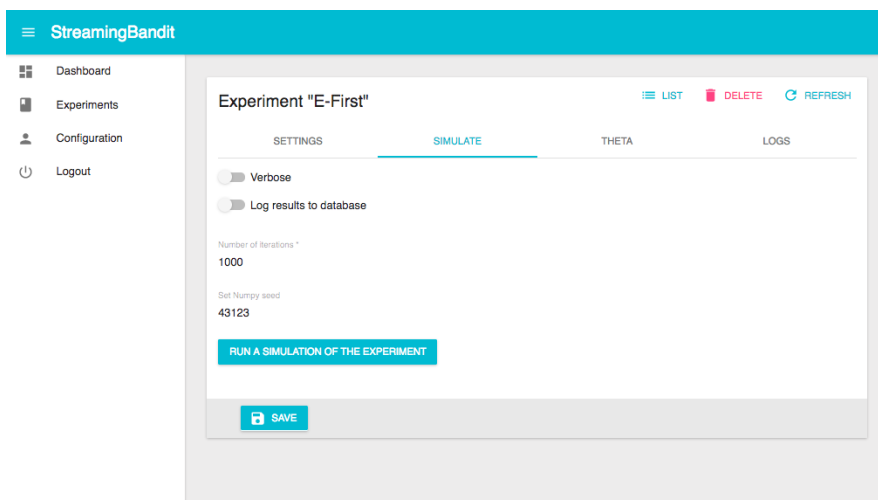 StreamingBandit
Dashboard
Experiments
Configuration
Logout
Experiment "E-First"
LIST
DELETE
REFRESH
SETTINGS
SIMULATE
THETA
LOGS
Verbose
Log results to database
Number of Iterations *
1000
Set Numpy seed
43123
RUN A SIMULATION OF THE EXPERIMENT
SAVE